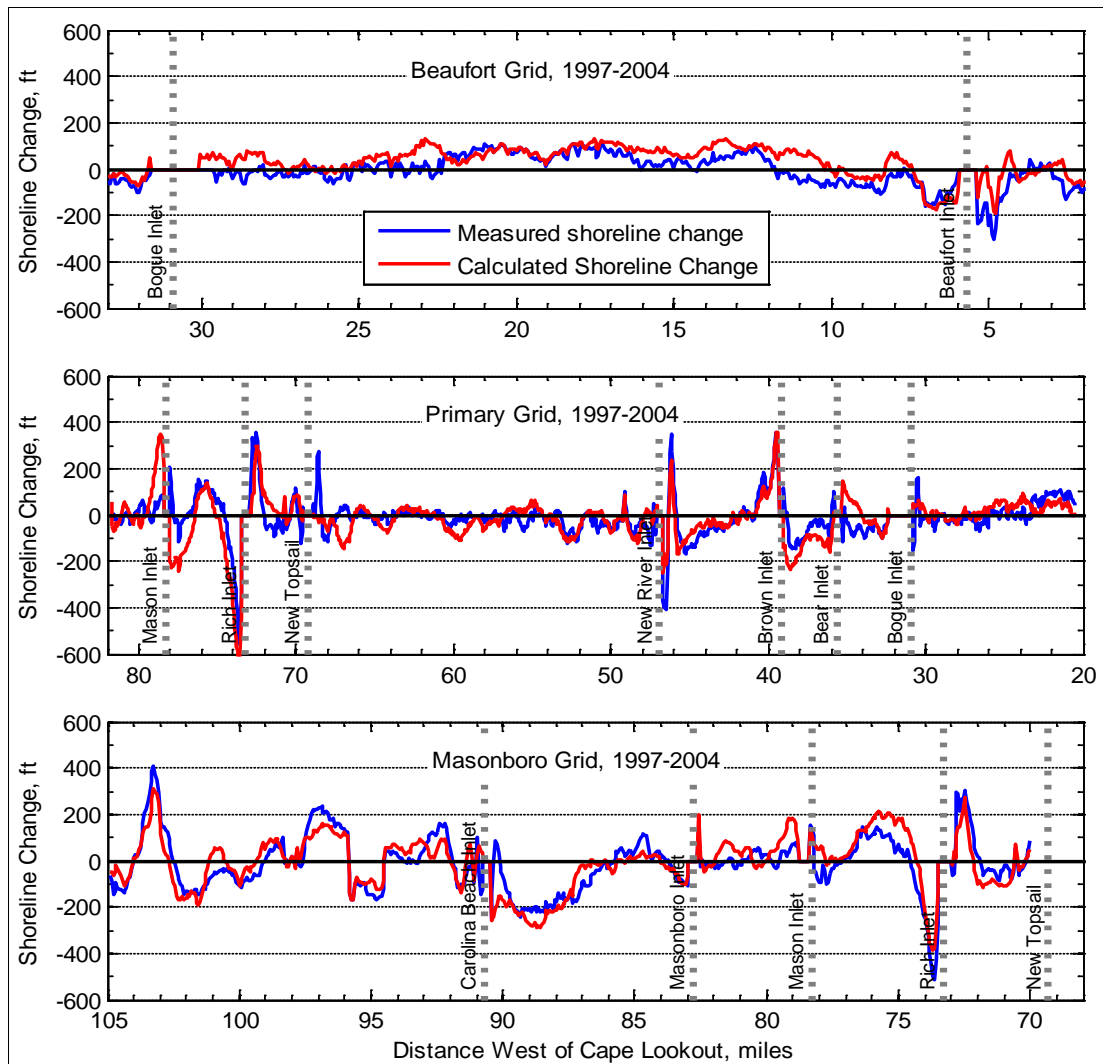 600
400
200
0
-200
-400
-600
Shoreline Change, ft
Beaufort Grid, 1997-2004
Measured shoreline change
Calculated Shoreline Change
Bogue Inlet
Beaufort Inlet
30
25
20
15
10
5
600
400
200
0
-200
-400
-600
Shoreline Change, ft
Primary Grid, 1997-2004
Mason Inlet
Rich Inlet
New Topsail
New River Inlet
Brown Inlet
Bear Inlet
Bogue Inlet
80
70
60
50
40
30
20
600
400
200
0
-200
-400
-600
Shoreline Change, ft
Masonboro Grid, 1997-2004
Carolina Beach Inlet
Masonboro Inlet
Mason Inlet
Rich Inlet
New Topsail
105
100
95
90
85
80
75
70
Distance West of Cape Lookout, miles